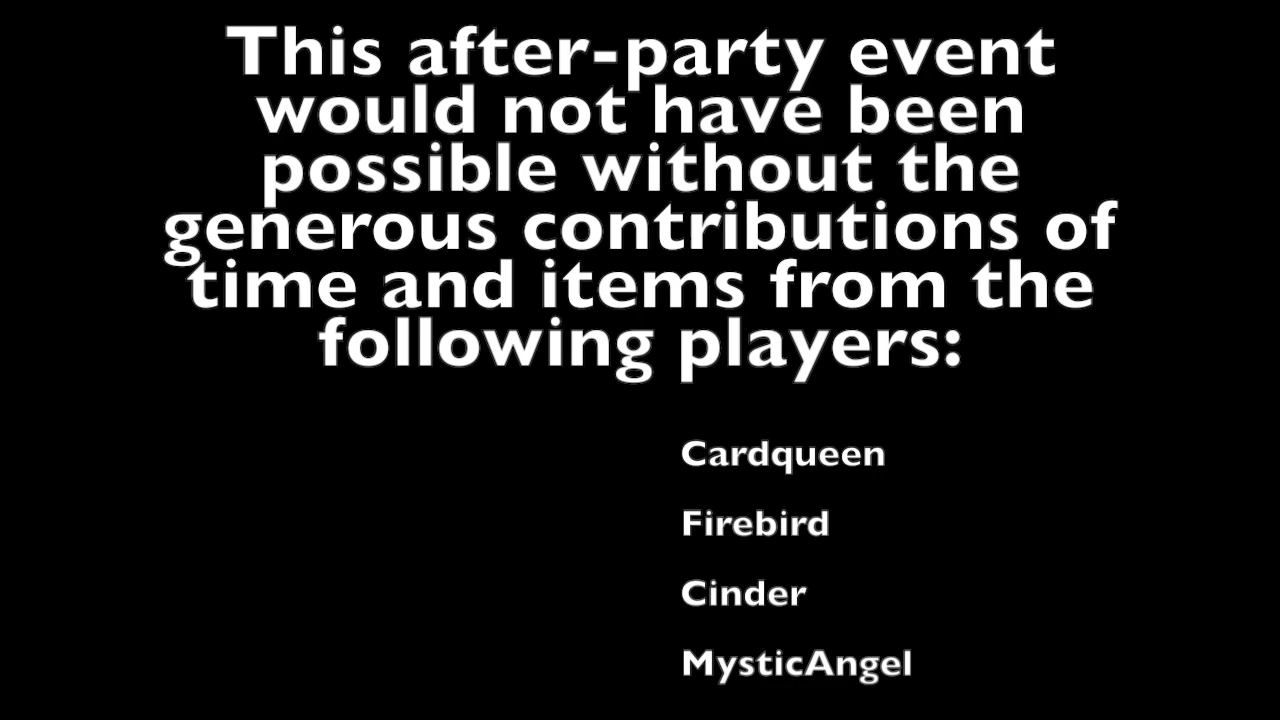 This after-party event
would not have been
possible without the
generous contributions of
time and items from the
following players:
Cardqueen
Firebird
Cinder
MysticAngel